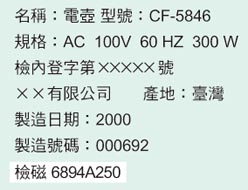 名稱：電壺 型號：CF-5846
規格：AC 100V 60 HZ 300 W
檢內登字第×××××號
××有限公司 產地：臺灣
製造日期：2000
製造號碼：000692
檢磁 6894A250